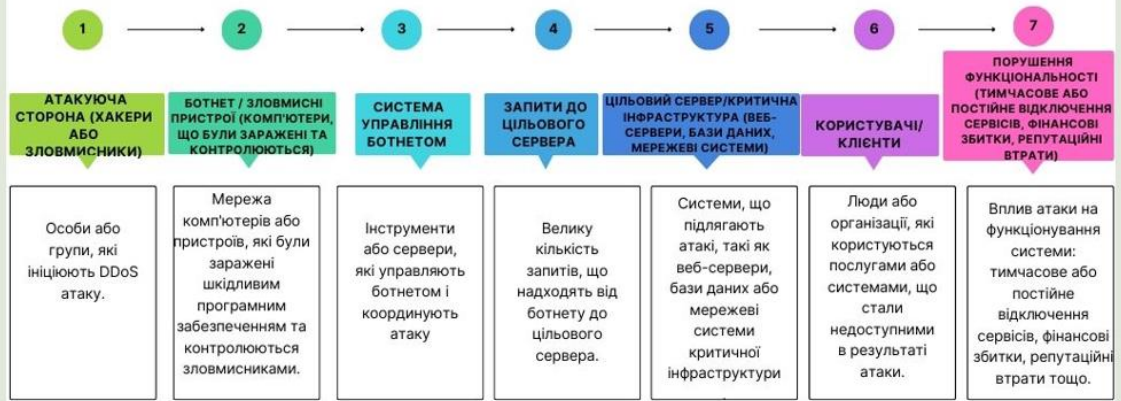 1
2
3
4
5
6
7
АТАКУЮЧА
СТОРОНА (ХАКЕРИ
АБО
ЗЛОВМИСНИКИ)
БОТНЕТ / ЗЛОВМИСНІ
ПРИСТРОЇ (КОМП'ЮТЕРИ,
ЩО БУЛИ ЗАРАЖЕНІ ТА
КОНТРОЛЮЮТЬСЯ)
СИСТЕМА
УПРАВЛІННЯ
БОТНЕТОМ
ЗАПИТИ ДО
ЦІЛЬОВОГО
СЕРВЕРА
ЦІЛЬОВИЙ СЕРВЕР/КРИТИЧНА
ІНФРАСТРУКТУРА (ВЕБ-
СЕРВЕРИ, БАЗИ ДАНИХ,
МЕРЕЖЕВІ СИСТЕМИ)
КОРИСТУВАЧІ/
КЛІЄНТИ
ПОРУШЕННЯ
ФУНКЦІОНАЛЬНОСТІ
(ТИМЧАСОВЕ АБО
ПОСТІЙНЕ ВІДКЛЮЧЕННЯ
СЕРВІСІВ, ФІНАНСОВІ
ЗБИТКИ, РЕПУТАЦІЙНІ
ВТРАТИ)
Особи або
групи, які
ініціюють DDoS
атаку.
Мережа
комп'ютерів або
пристроїв, які були
заражені
шкідливим
програмним
забезпеченням та
контролюються
зловмисниками.
Інструменти
або сервери,
які управляють
ботнетом і
координують
атаку
Велику
кількість
запитів, що
надходять від
ботнету до
цільового
сервера.
Системи, що
підлягають
атакі, такі як
веб-сервери,
бази даних або
мережеві
системи
критичної
інфраструктури
.
Люди або
організації, які
користуються
послугами або
системами, що
стали
недоступними
в результаті
атаки.
Вплив атаки на
функціонування
системи:
тимчасове або
постійне
відключення
сервісів, фінансові
збитки, репутаційні
втрати тощо.